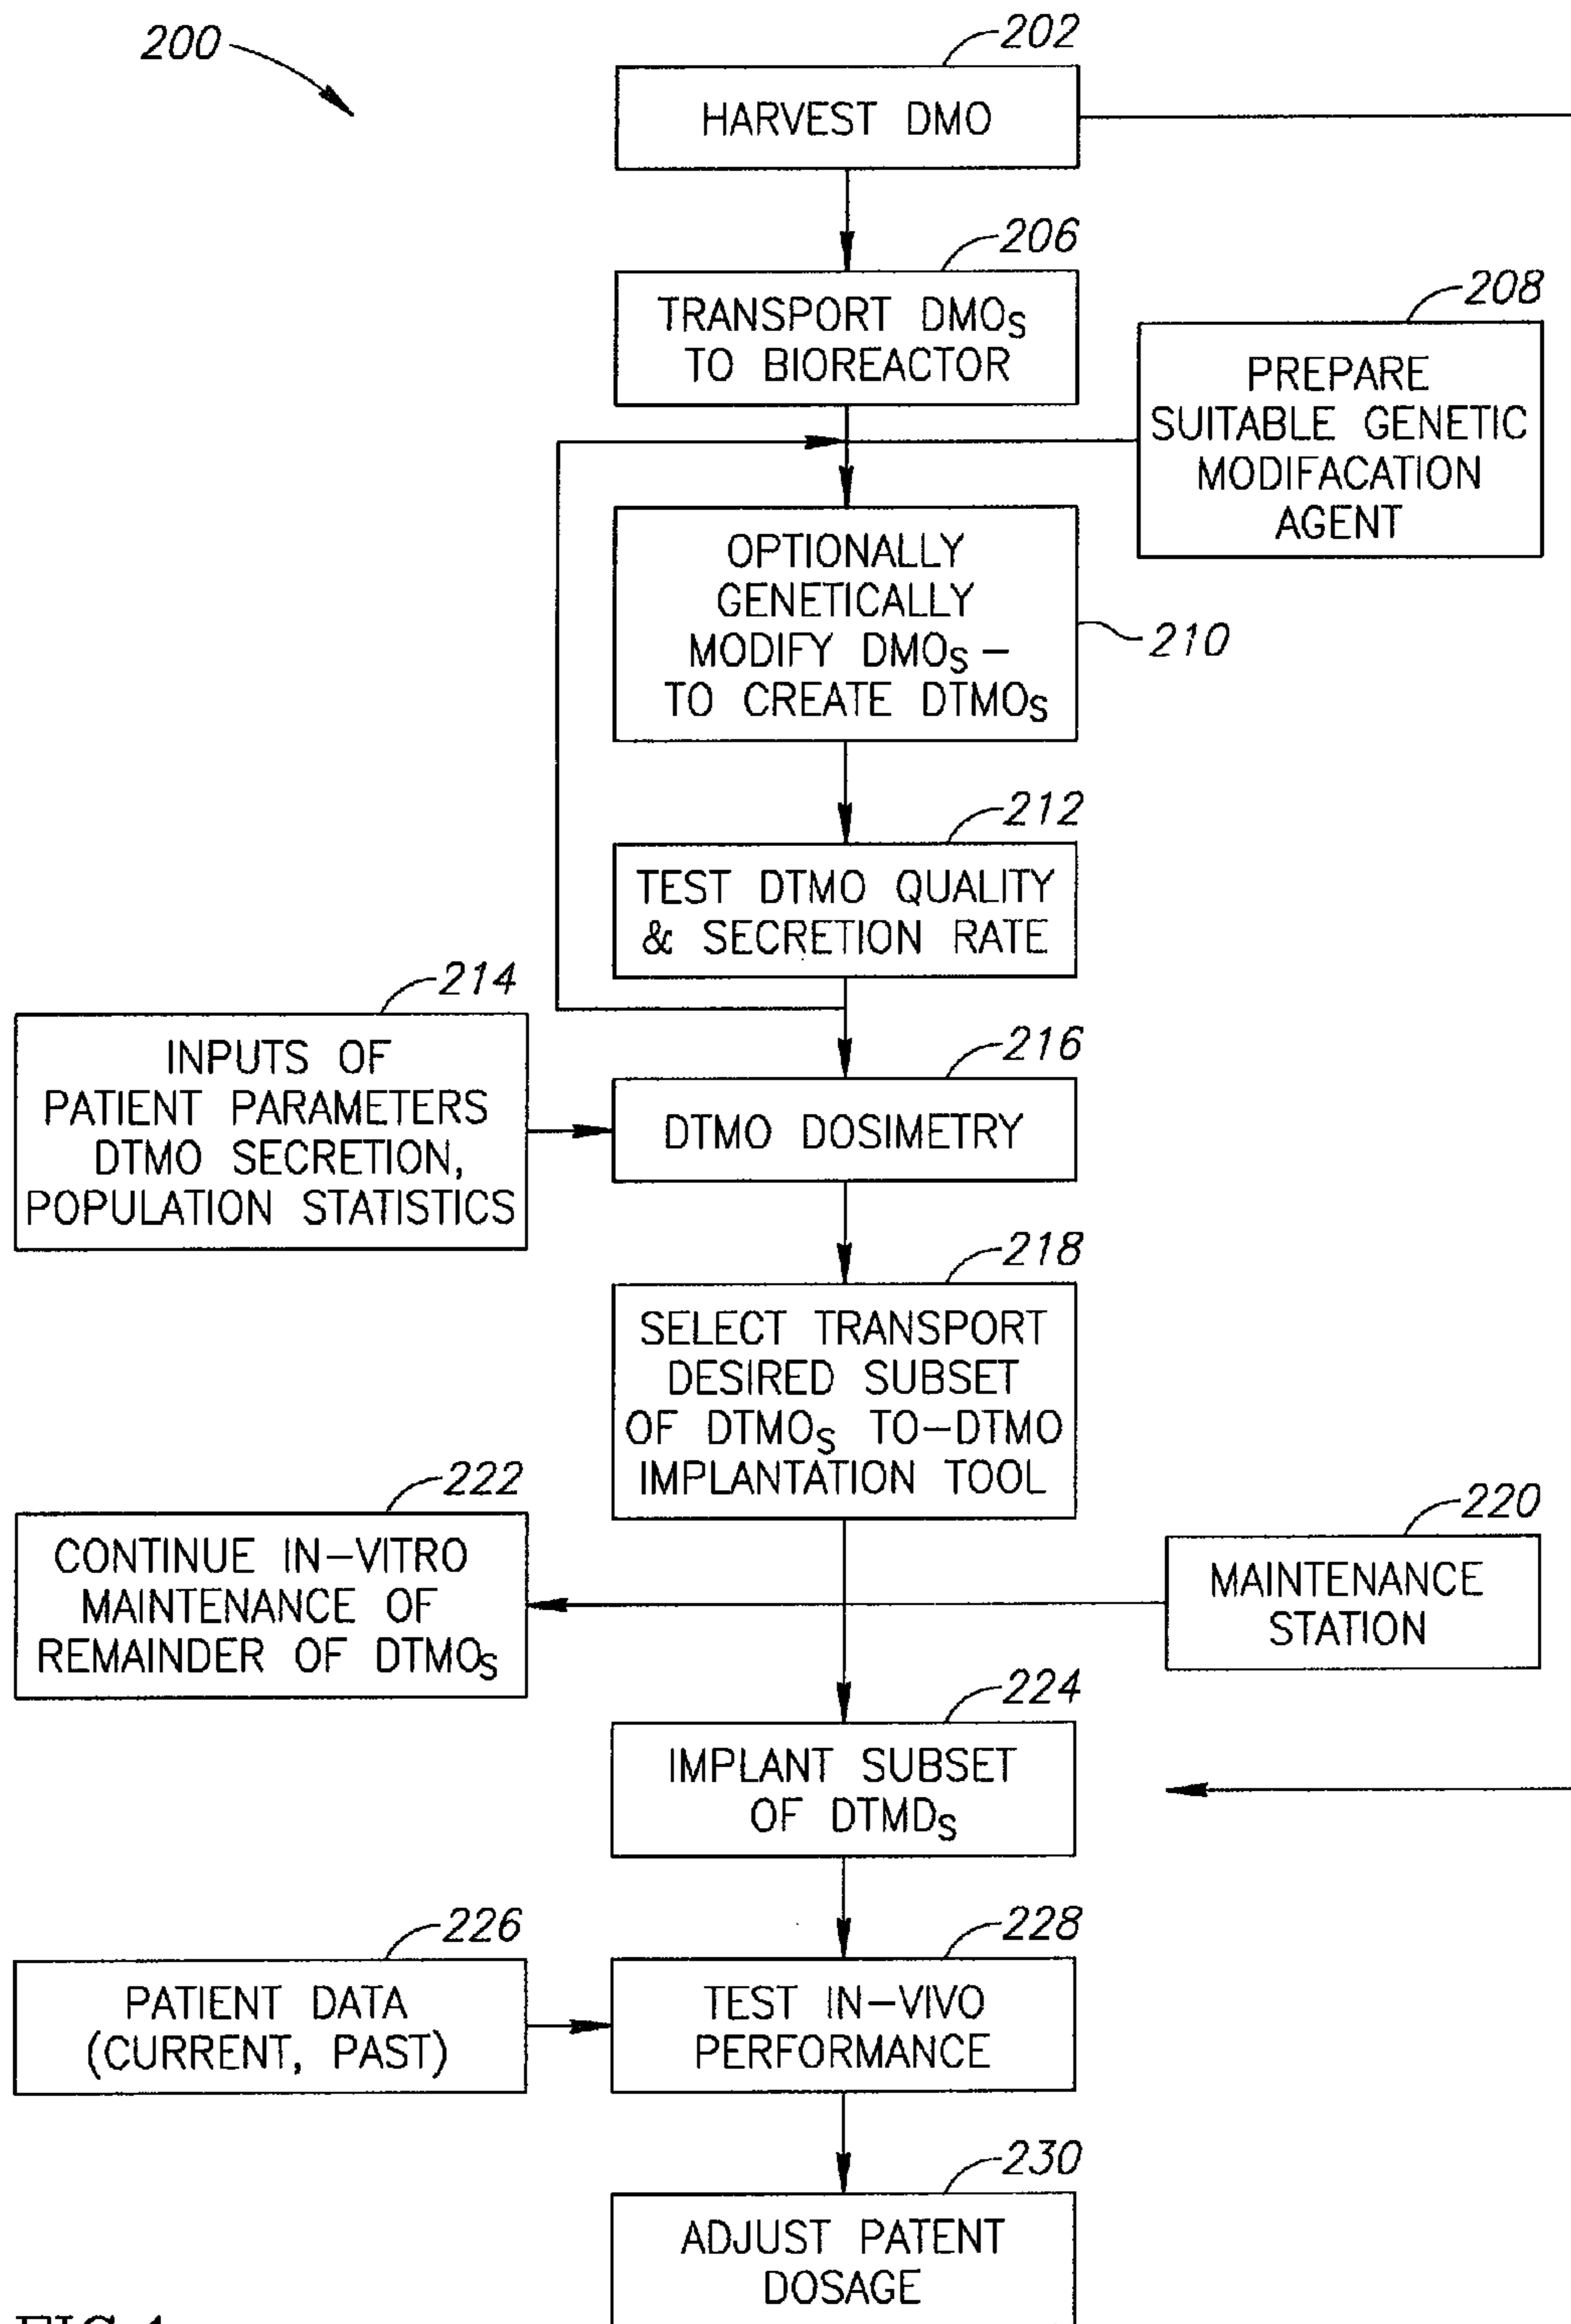 200
202
HARVEST DMO
206
TRANSPORT DMOs
TO BIOREACTOR
208
PREPARE
SUITABLE GENETIC
MODIFACATION
AGENT
OPTIONALLY
GENETICALLY
MODIFY DMOs –
TO CREATE DTMOs
210
212
TEST DTMO QUALITY
& SECRETION RATE
214
INPUTS OF
PATIENT PARAMETERS
DTMO SECRETION,
POPULATION STATISTICS
216
DTMO DOSIMETRY
218
SELECT TRANSPORT
DESIRED SUBSET
OF DTMOs TO–DTMO
IMPLANTATION TOOL
222
CONTINUE IN–VITRO
MAINTENANCE OF
REMAINDER OF DTMOs
220
MAINTENANCE
STATION
224
IMPLANT SUBSET
OF DTMDs
226
PATIENT DATA
(CURRENT, PAST)
228
TEST IN–VIVO
PERFORMANCE
230
ADJUST PATENT
DOSAGE
FIG.1